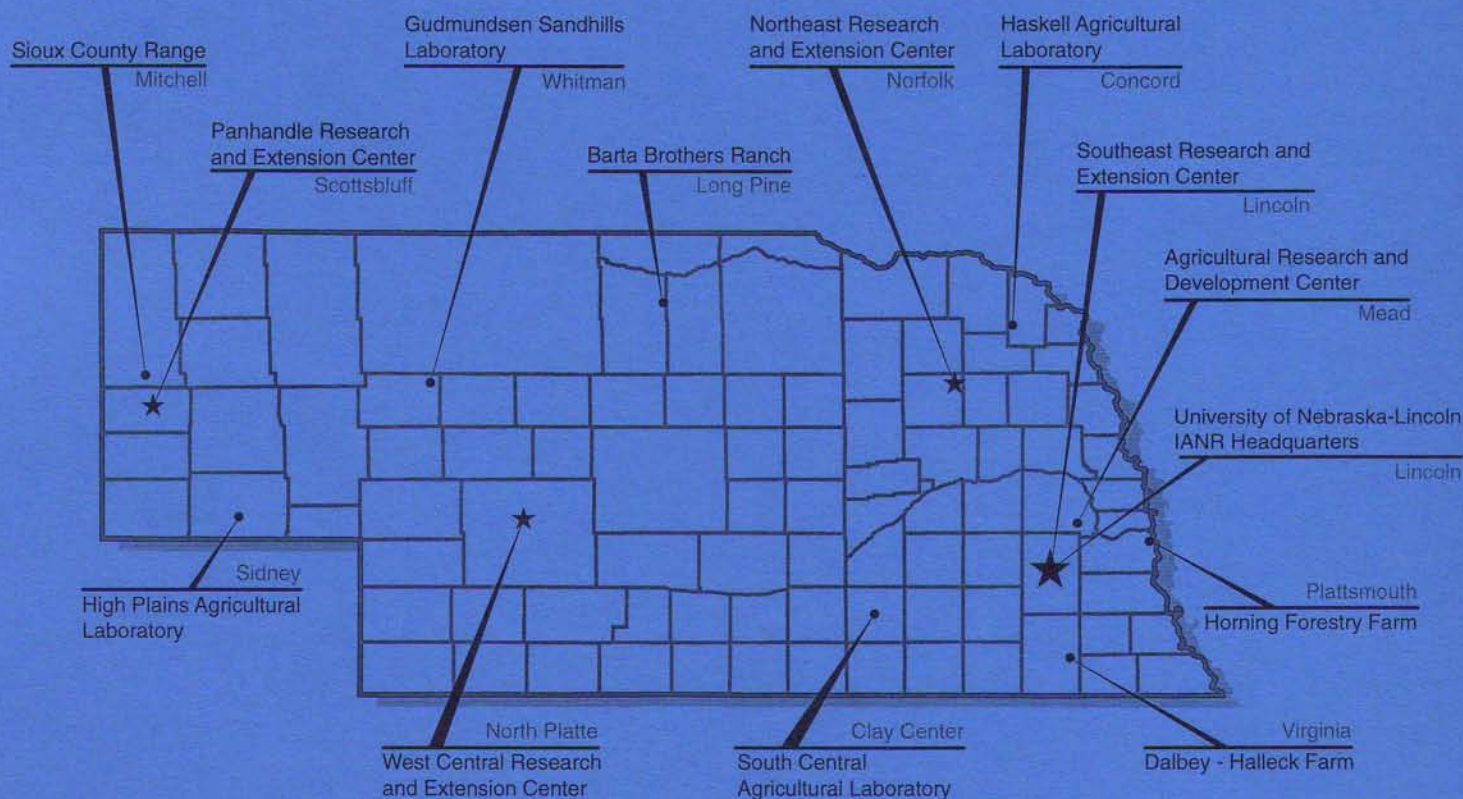 Gudmundsen Sandhills
Laboratory
Whitman
Northeast Research
and Extension Center
Norfolk
Haskell Agricultural
Laboratory
Concord
Sioux County Range
Mitchell
Panhandle Research
and Extension Center
Scottsbluff
Barta Brothers Ranch
Long Pine
Southeast Research and
Extension Center
Lincoln
Agricultural Research and
Development Center
Mead
University of Nebraska-Lincoln
IANR Headquarters
Lincoln
Sidney
High Plains Agricultural
Laboratory
Plattsmouth
Horning Forestry Farm
North Platte
West Central Research
and Extension Center
Clay Center
South Central
Agricultural Laboratory
Virginia
Dalbey - Halleck Farm